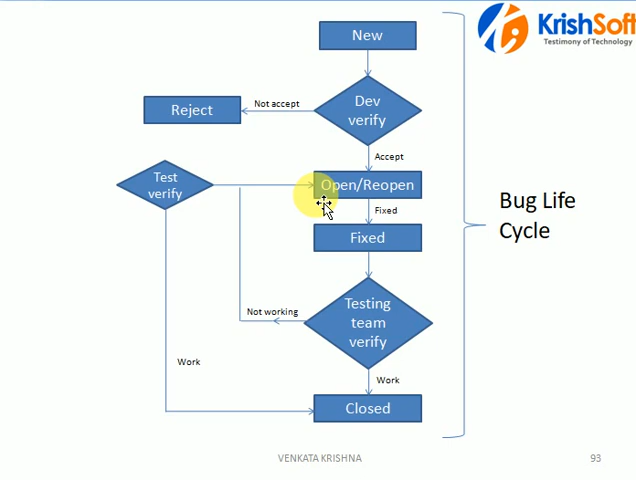 KrishSoft
Testimony of Technology
New
Dev
verify
Not accept
Reject
Accept
Test
verify
Open/Reopen
Fixed
Fixed
Bug Life
Cycle
Not working
Testing
team
verify
Work
Work
Closed
VENKATA KRISHNA
93